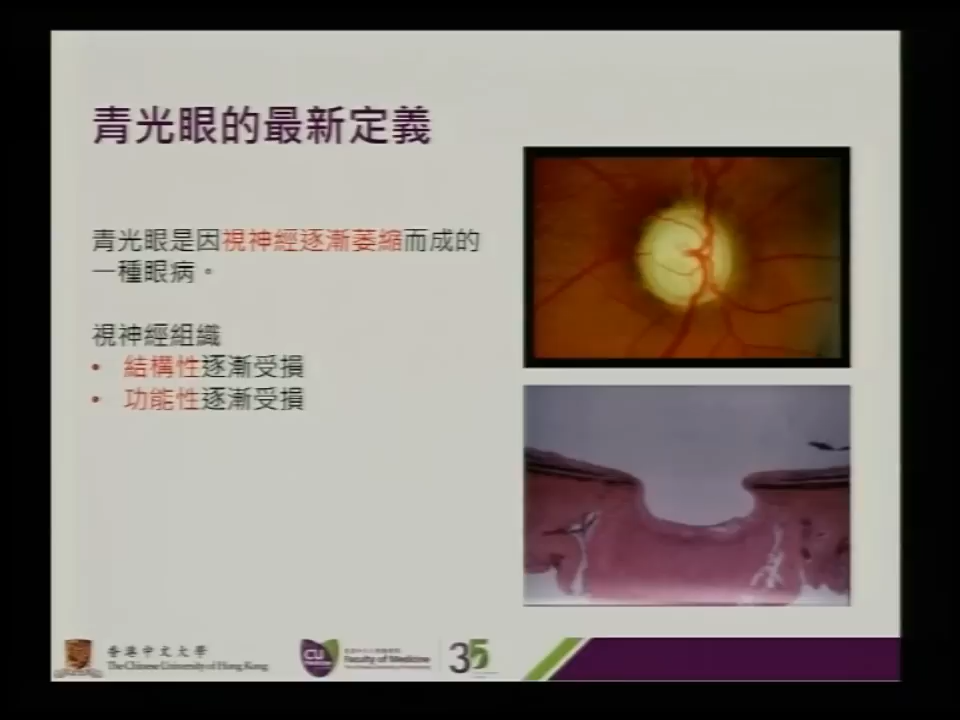 青光眼的最新定義
青光眼是因視神經逐漸萎縮而成的
一種眼病。
視神經組織
• 結構性逐漸受損
• 功能性逐漸受損
香港中文大學
The Chinese University of Hong Kong
CU
Faculty of Medicine
35